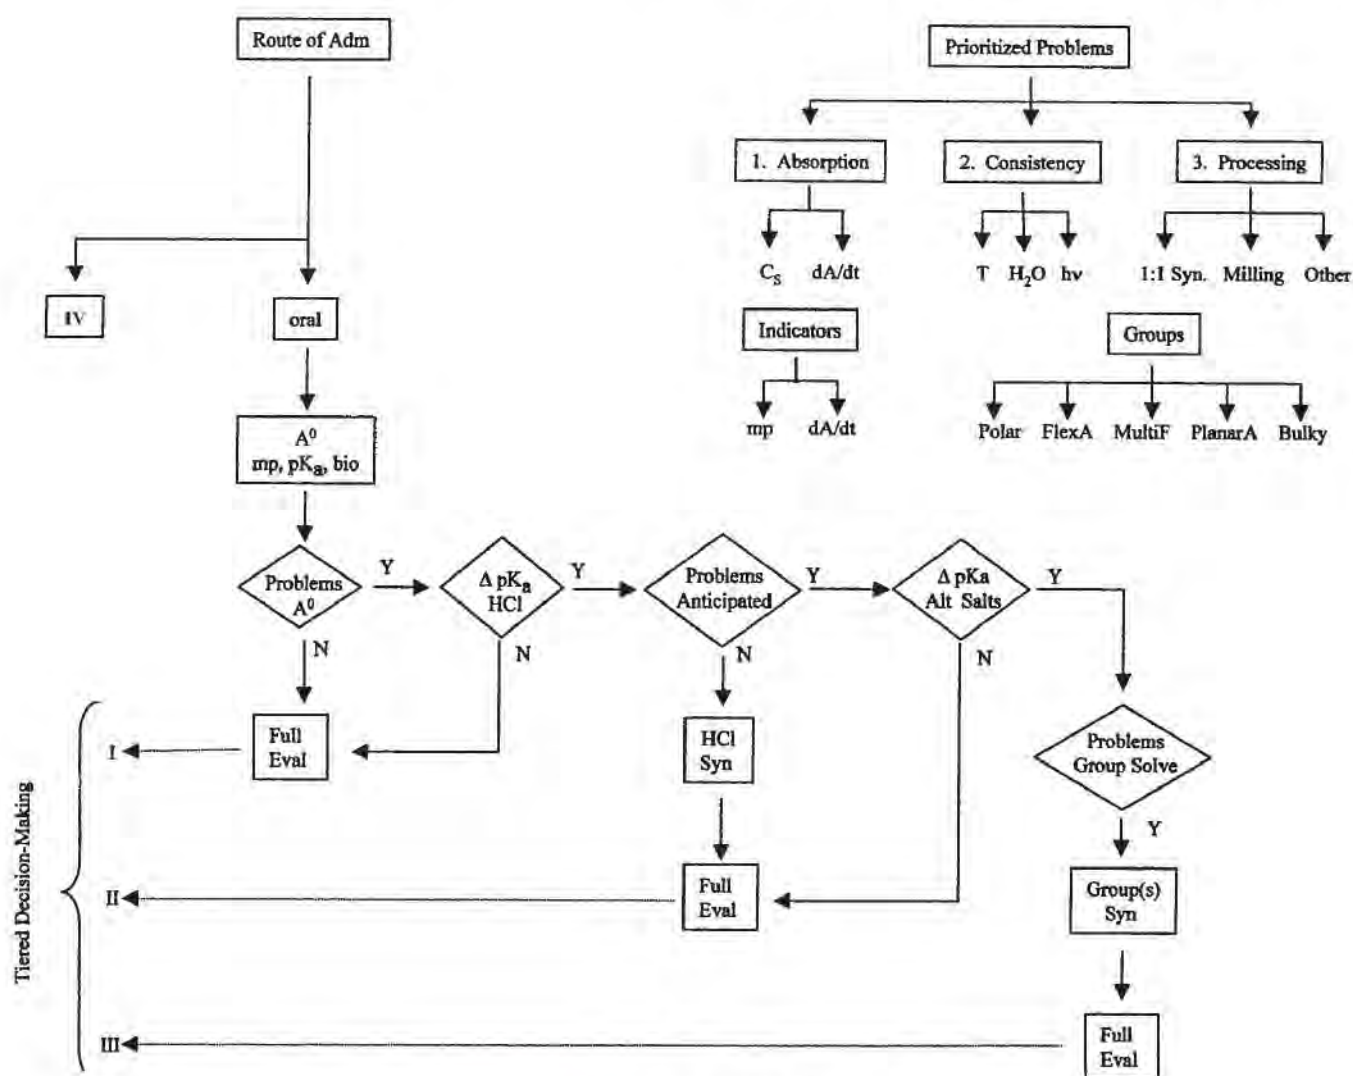 Route of Adm
IV
oral
A⁰
mp, pKₐ, bio
Prioritized Problems
1. Absorption
2. Consistency
3. Processing
Cₛ
dA/dt
T
H₂O
hν
I:I Syn.
Milling
Other
Indicators
mp
dA/dt
Groups
Polar
FlexA
MultiF
PlanarA
Bulky
Problems
A⁰
Y
N
Δ pKₐ
HCl
Y
N
Problems
Anticipated
Y
N
Δ pKa
Alt Salts
Y
N
Full
Eval
HCl
Syn
Problems
Group Solve
Y
Full
Eval
Group(s)
Syn
Full
Eval
Tiered Decision-Making
I
II
III